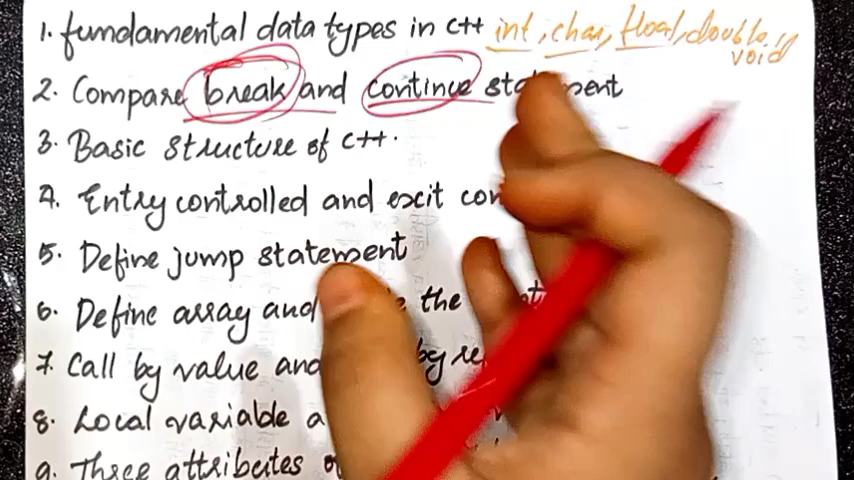 1. fundamental data types in C++ int, char, float, double, void
2. Compare break and continue statement
3. Basic structure of C++.
4. Entry controlled and exit
5. Define jump statement
6. Define array and the
7. Call by value and by
8. Local variable
9. Three attributes